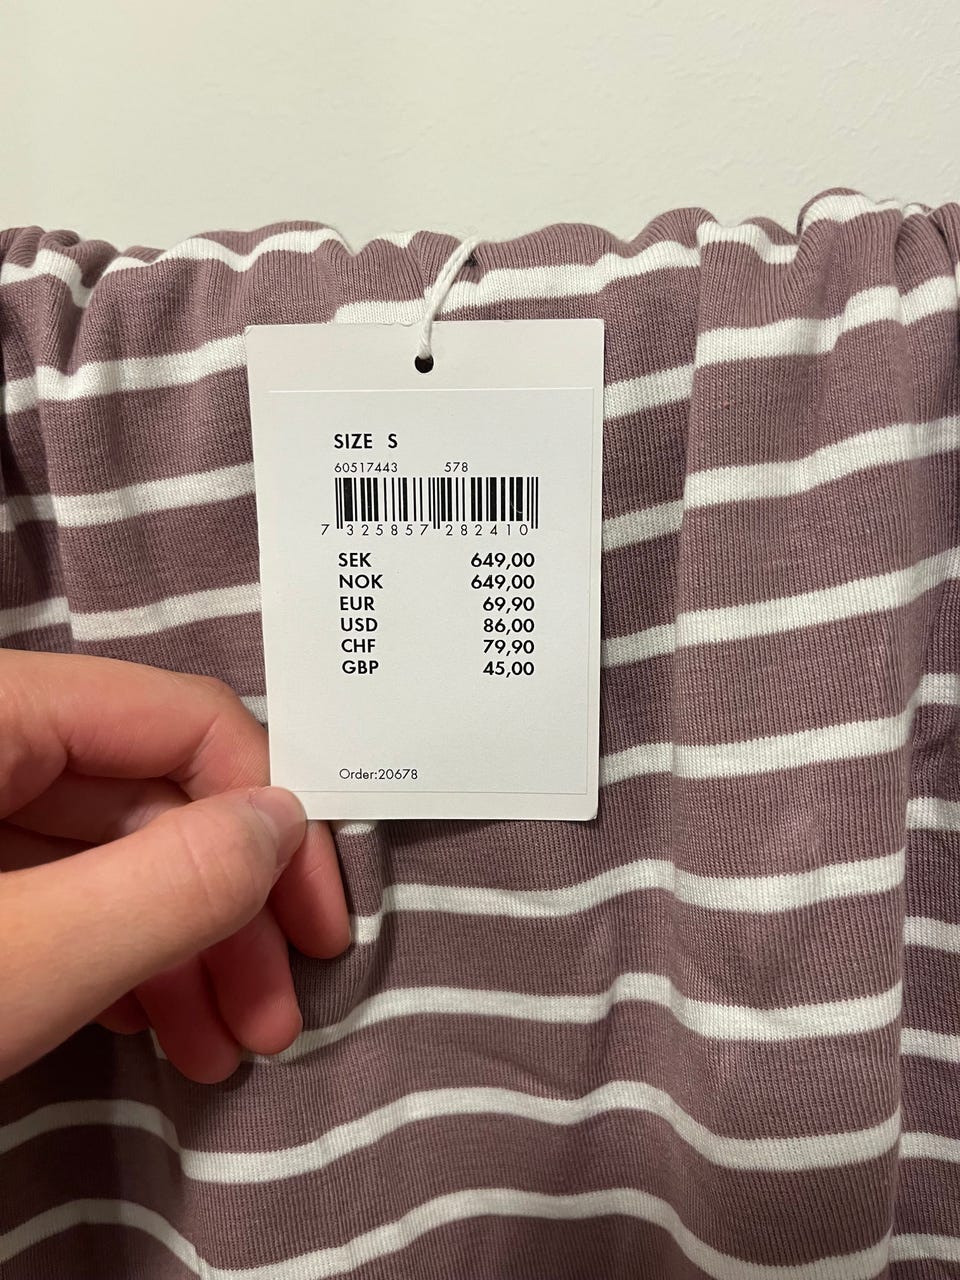 SIZE S
60517443 578
7 325857 282410
SEK 649,00
NOK 649,00
EUR 69,90
USD 86,00
CHF 79,90
GBP 45,00
Order:20678